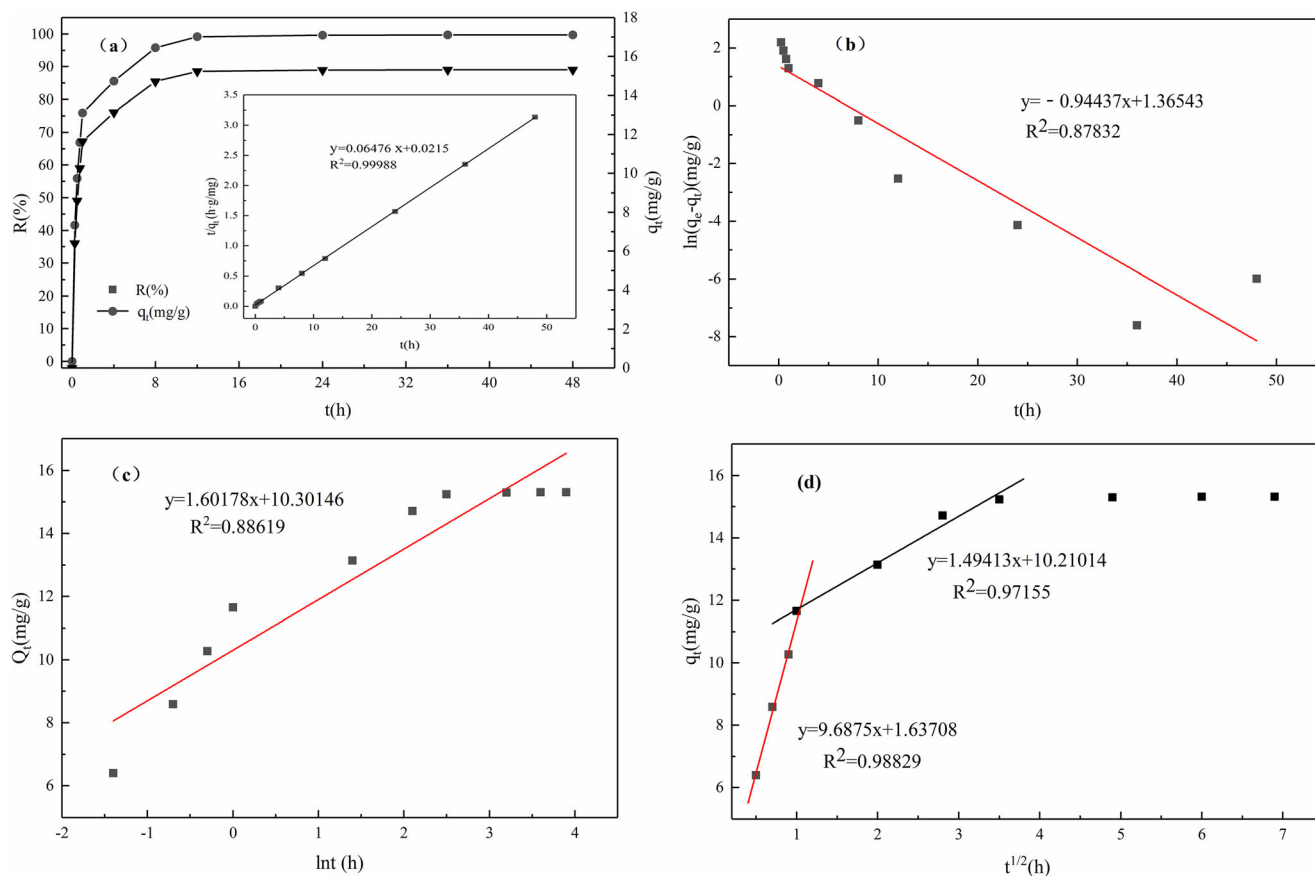 （a）
100
90
80
70
60
50
40
30
20
10
0
R(%)
18
16
14
12
10
8
6
4
2
0
qt(mg/g)
0 4 8 12 16 20 24 28 32 36 40 44 48
t(h)
R(%)
qt(mg/g)
3.5
3.0
2.5
2.0
1.5
1.0
0.5
0.0
t/qt(h·g/mg)
y=0.06476 x+0.0215
R2=0.99988
0 10 20 30 40 50
t(h)
（b）
2
0
-2
-4
-6
-8
ln(qe-qt)(mg/g)
y= - 0.94437x+1.36543
R2=0.87832
0 10 20 30 40 50
t(h)
（c）
16
14
12
10
8
6
Qt(mg/g)
y=1.60178x+10.30146
R2=0.88619
-2 -1 0 1 2 3 4
lnt (h)
(d)
16
14
12
10
8
6
qt(mg/g)
y=1.49413x+10.21014
R2=0.97155
y=9.6875x+1.63708
R2=0.98829
1 2 3 4 5 6 7
t1/2(h)